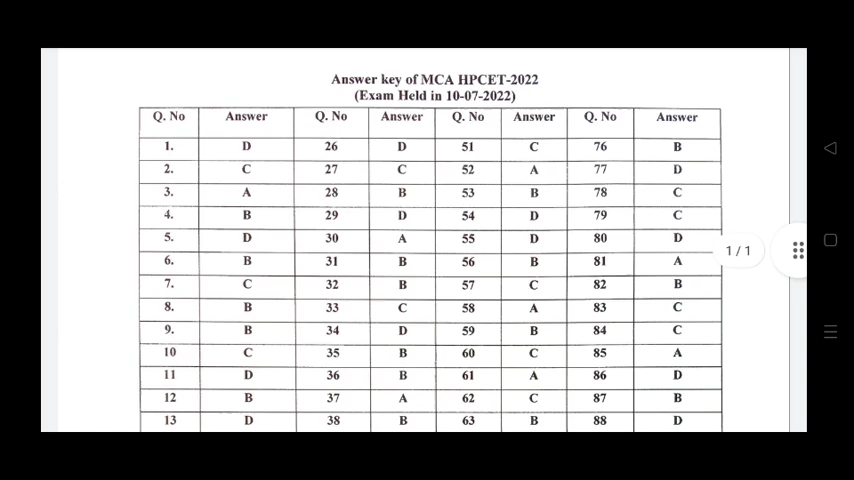 Answer key of MCA HPCET-2022
(Exam Held in 10-07-2022)
Q. No Answer Q. No Answer Q. No Answer Q. No Answer
1. D 26 D 51 C 76 B
2. C 27 C 52 A 77 D
3. A 28 B 53 B 78 C
4. B 29 D 54 D 79 C
5. D 30 A 55 D 80 D
6. B 31 B 56 B 81 A
7. C 32 B 57 C 82 B
8. B 33 C 58 A 83 C
9. B 34 D 59 B 84 C
10 C 35 B 60 C 85 A
11 D 36 B 61 A 86 D
12 B 37 A 62 C 87 B
13 D 38 B 63 B 88 D
1 / 1